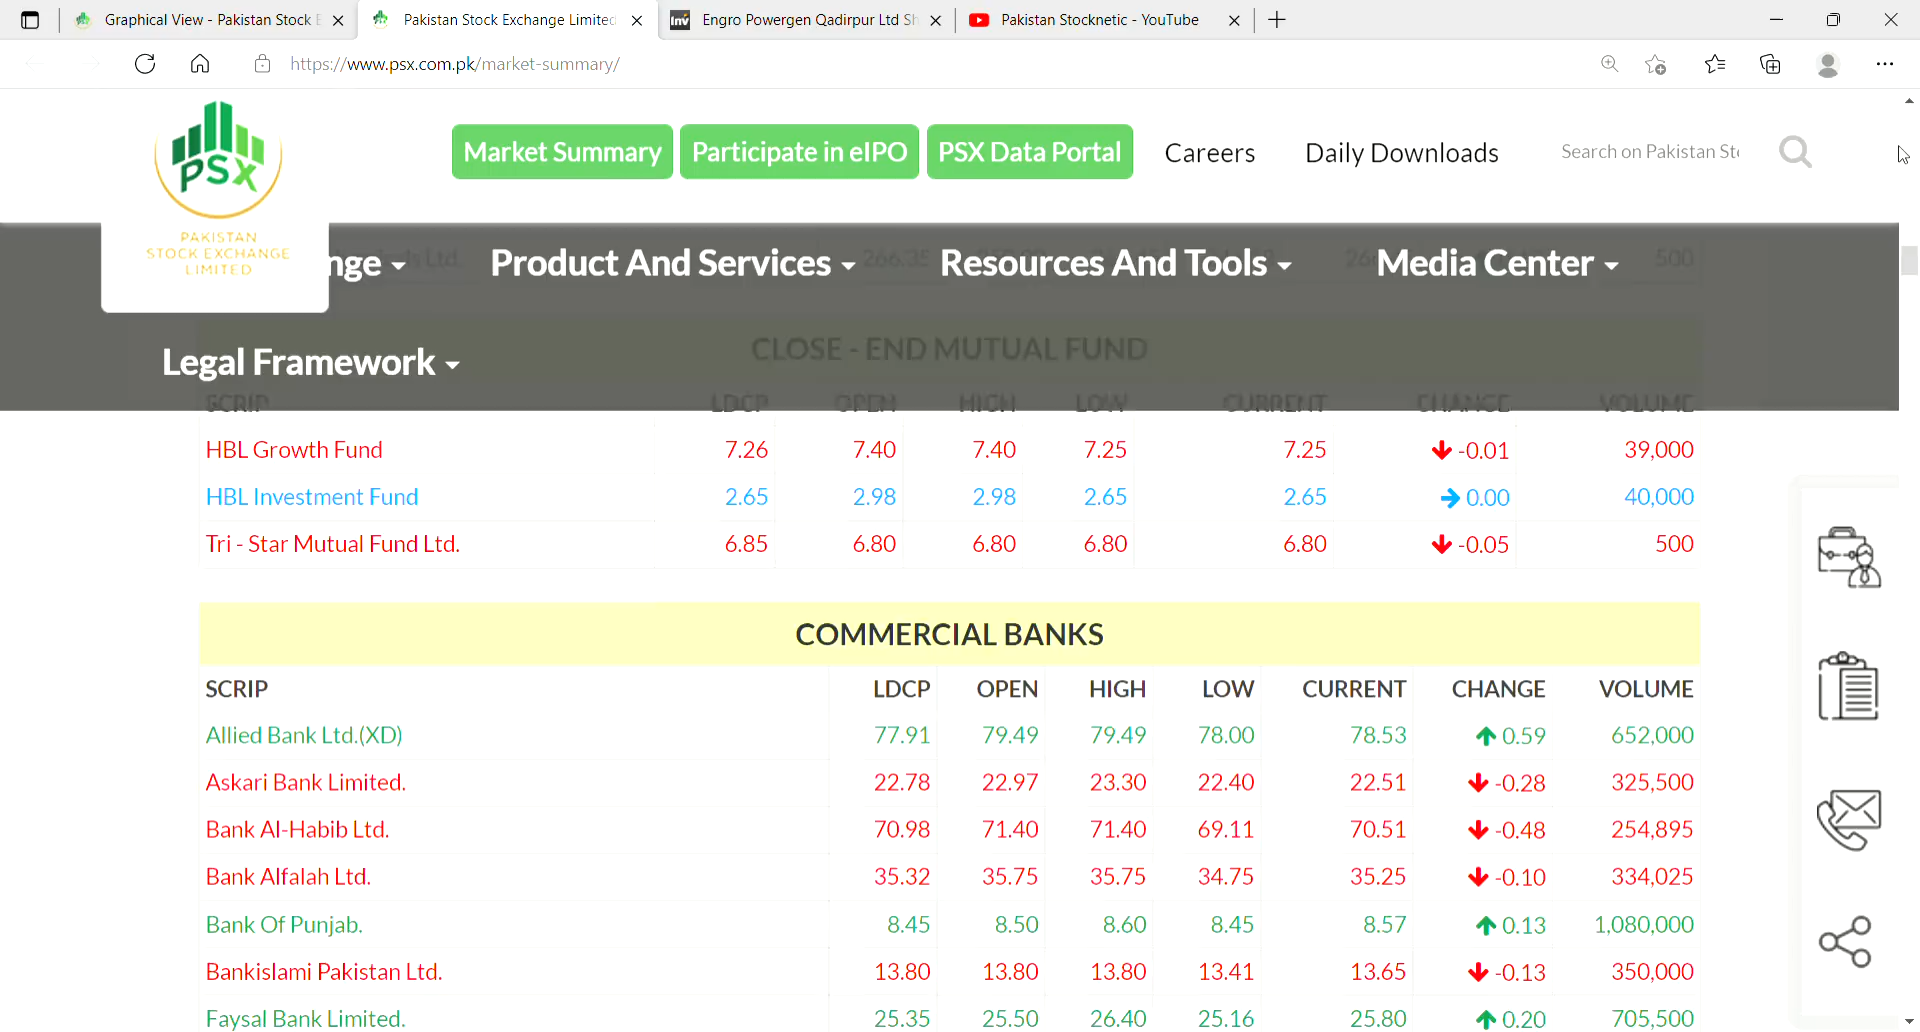 Graphical View - Pakistan Stock E
Pakistan Stock Exchange Limited
Inv Engro Powergen Qadirpur Ltd Sh
Pakistan Stocknetic - YouTube
https://www.psx.com.pk/market-summary/
PSX
PAKISTAN
STOCK EXCHANGE
LIMITED
Market Summary Participate in eIPO PSX Data Portal Careers Daily Downloads Search on Pakistan Sto
nge Product And Services Resources And Tools Media Center
Ltd. 266.35 500
Legal Framework
CLOSE - END MUTUAL FUND
SCRIP LDCP OPEN HIGH LOW CURRENT CHANGE VOLUME
HBL Growth Fund 7.26 7.40 7.40 7.25 7.25 -0.01 39,000
HBL Investment Fund 2.65 2.98 2.98 2.65 2.65 0.00 40,000
Tri - Star Mutual Fund Ltd. 6.85 6.80 6.80 6.80 6.80 -0.05 500
COMMERCIAL BANKS
SCRIP LDCP OPEN HIGH LOW CURRENT CHANGE VOLUME
Allied Bank Ltd.(XD) 77.91 79.49 79.49 78.00 78.53 0.59 652,000
Askari Bank Limited. 22.78 22.97 23.30 22.40 22.51 -0.28 325,500
Bank Al-Habib Ltd. 70.98 71.40 71.40 69.11 70.51 -0.48 254,895
Bank Alfalah Ltd. 35.32 35.75 35.75 34.75 35.25 -0.10 334,025
Bank Of Punjab. 8.45 8.50 8.60 8.45 8.57 0.13 1,080,000
Bankislami Pakistan Ltd. 13.80 13.80 13.80 13.41 13.65 -0.13 350,000
Faysal Bank Limited. 25.35 25.50 26.40 25.16 25.80 0.20 705,500